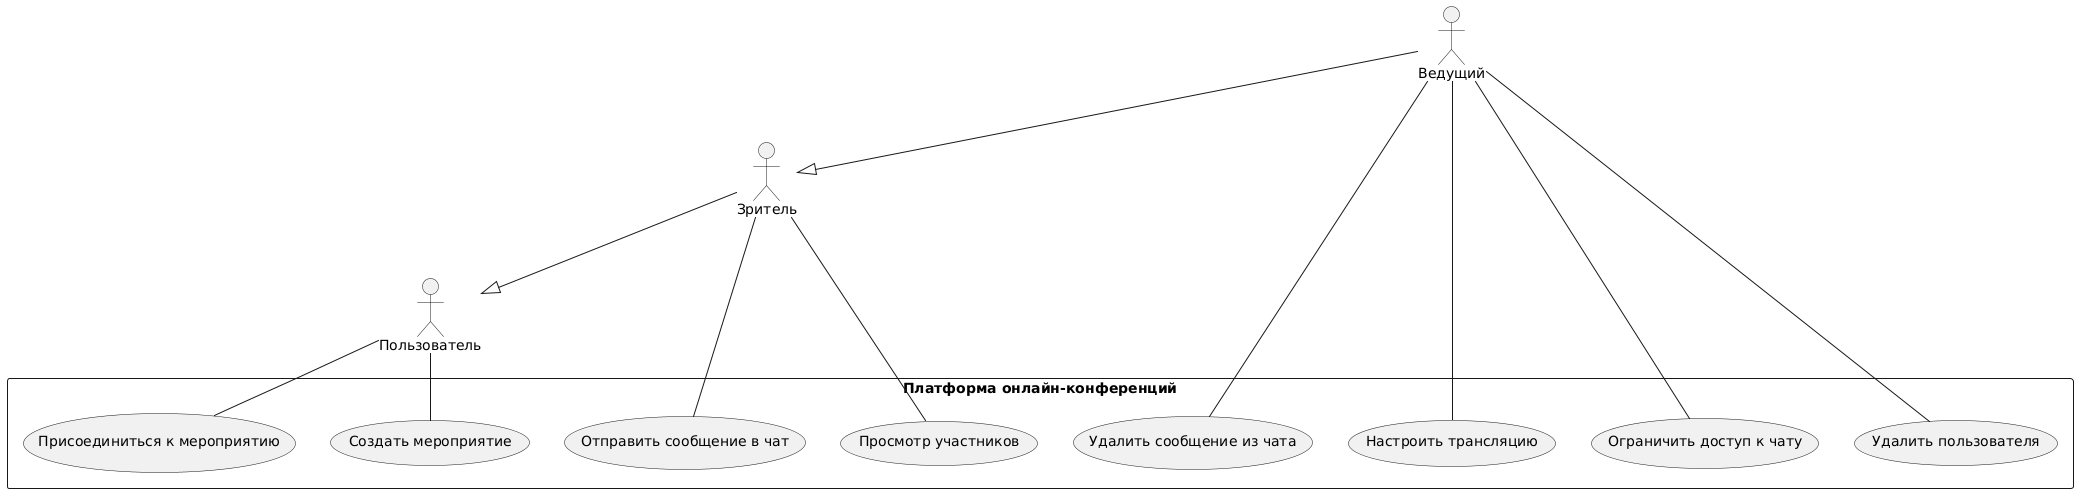 Ведущий
Зритель
Пользователь
Платформа онлайн-конференций
Присоединиться к мероприятию
Создать мероприятие
Отправить сообщение в чат
Просмотр участников
Удалить сообщение из чата
Настроить трансляцию
Ограничить доступ к чату
Удалить пользователя